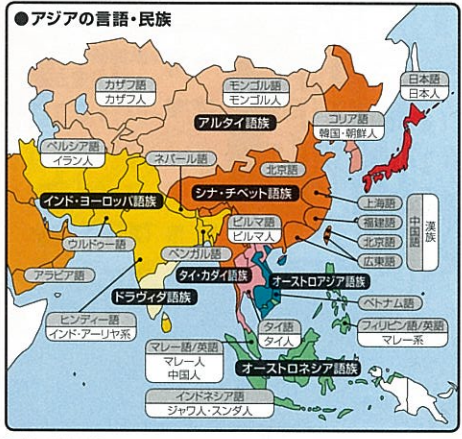 ●アジアの言語・民族
カザフ語
カザフ人
モンゴル語
モンゴル人
日本語
日本人
アルタイ語族
コリア語
韓国・朝鮮人
ペルシア語
イラン人
ネパール語
北京語
シナ・チベット語族
インド・ヨーロッパ語族
上海語
福建語
北京語
広東語
中国語
漢族
ビルマ語
ビルマ人
ウルドゥー語
ベンガル語
アラビア語
タイ・カダイ語族
オーストロアジア語族
ドラヴィダ語族
ベトナム語
ヒンディー語
インド・アーリヤ系
タイ語
タイ人
フィリピン語/英語
マレー系
マレー語/英語
マレー人
中国人
オーストロネシア語族
インドネシア語
ジャワ人・スンダ人